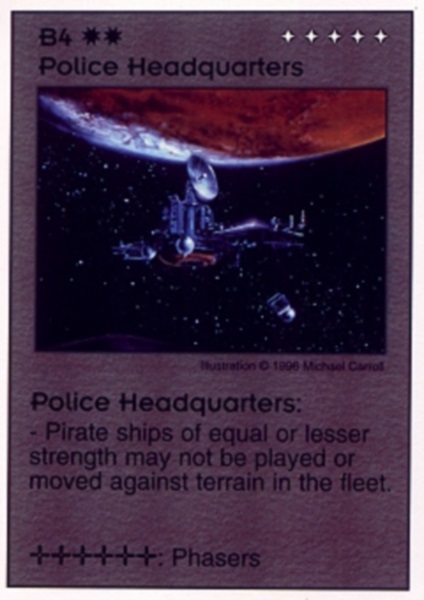 B4 ✷✷ ✦✦✦✦✦
Police Headquarters
Illustration © 1996 Michael Carroll
Police Headquarters:
- Pirate ships of equal or lesser
strength may not be played or
moved against terrain in the fleet.
✢✢✢✢✢✢: Phasers